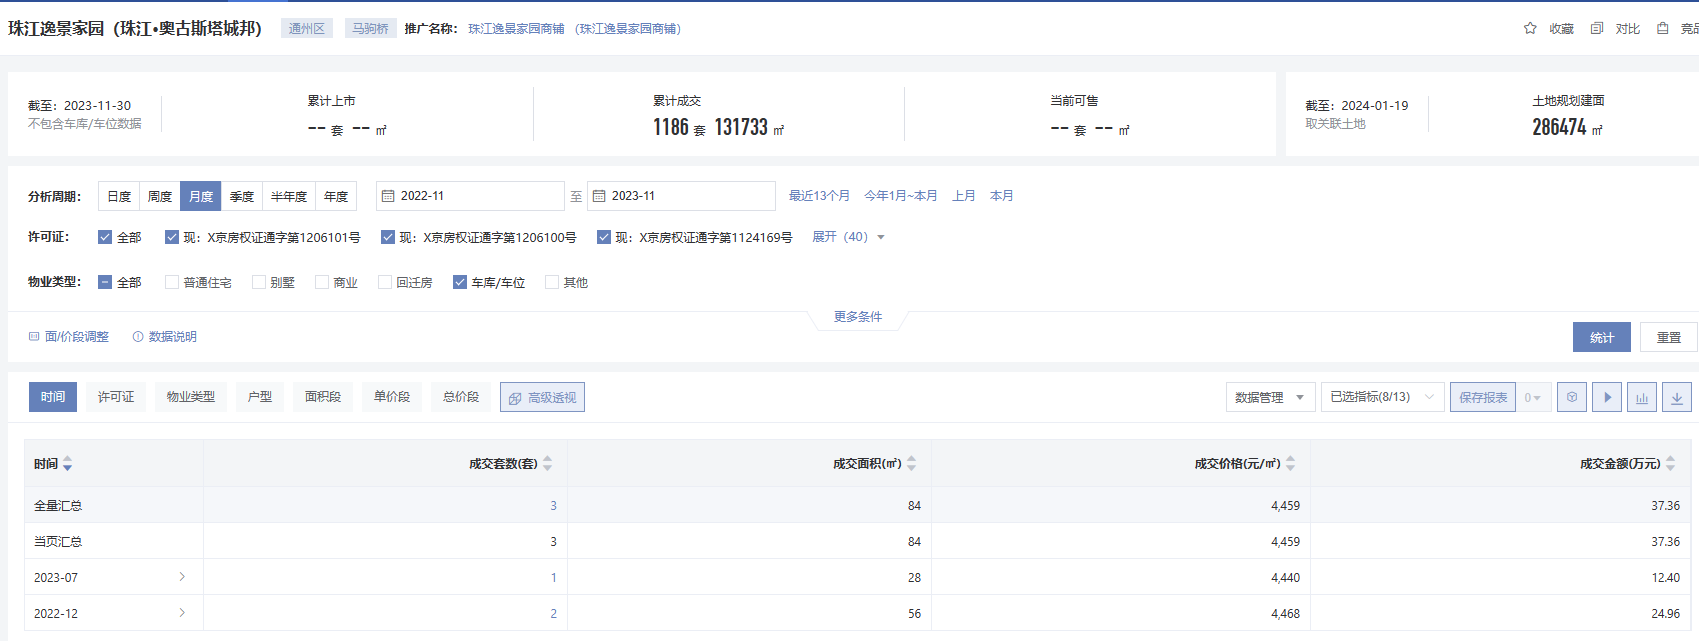 珠江逸景家园（珠江•奥古斯塔城邦） 通州区 马驹桥 推广名称： 珠江逸景家园商铺 （珠江逸景家园商铺） 收藏 对比 竞品
截至：2023-11-30 累计上市 累计成交 当前可售 截至：2024-01-19 土地规划建面
不包含车库/车位数据 -- 套 -- ㎡ 1186 套 131733 ㎡ -- 套 -- ㎡ 取关联土地 286474 ㎡
分析周期： 日度 周度 月度 季度 半年度 年度 2022-11 至 2023-11 最近13个月 今年1月~本月 上月 本月
许可证： 全部 现：X京房权证通字第1206101号 现：X京房权证通字第1206100号 现：X京房权证通字第1124169号 展开（40）
物业类型： 全部 普通住宅 别墅 商业 回迁房 车库/车位 其他
更多条件
面/价段调整 数据说明 统计 重置
时间 许可证 物业类型 户型 面积段 单价段 总价段 高级透视 数据管理 已选指标(8/13) 保存报表 0
时间 成交套数(套) 成交面积(㎡) 成交价格(元/㎡) 成交金额(万元)
全量汇总 3 84 4,459 37.36
当页汇总 3 84 4,459 37.36
2023-07 1 28 4,440 12.40
2022-12 2 56 4,468 24.96